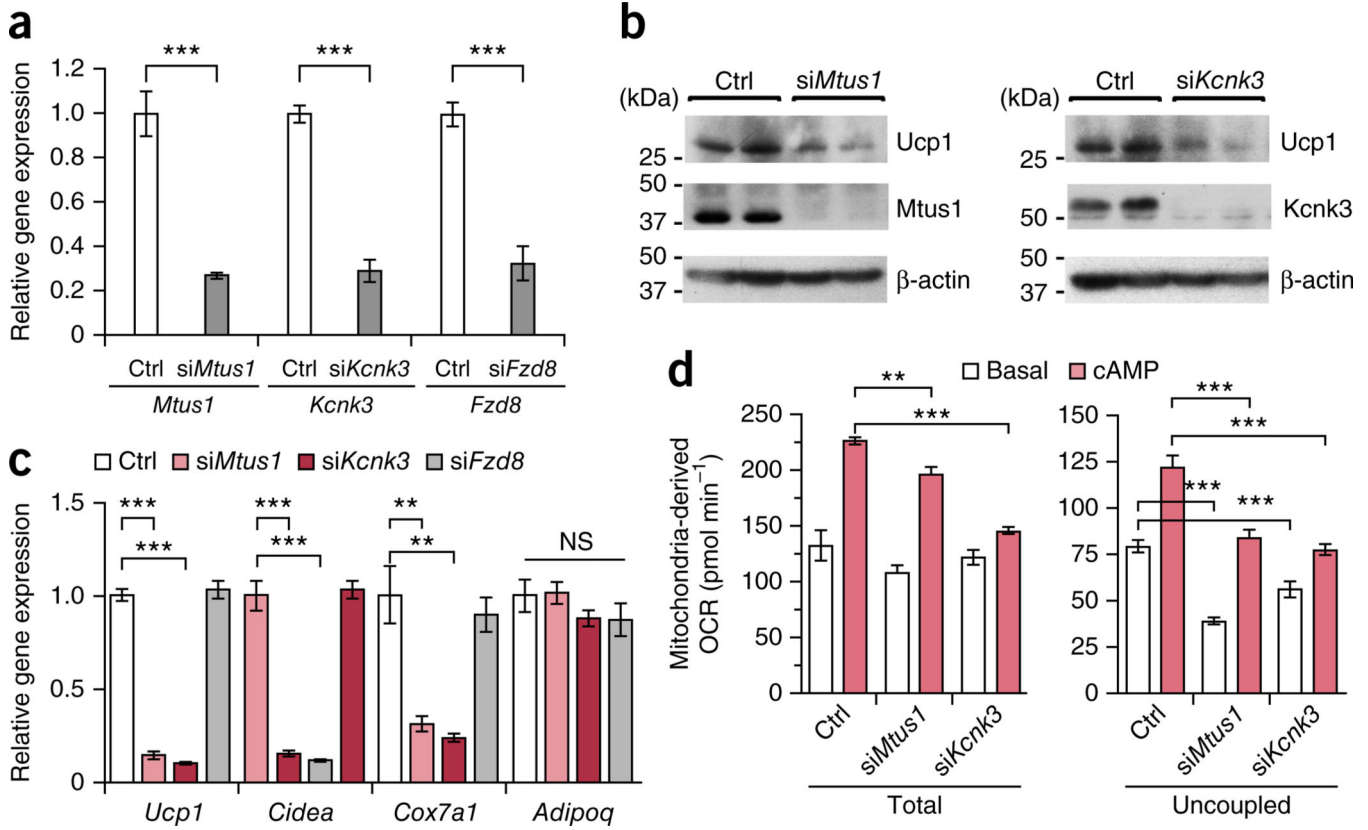 a
***
***
***
Relative gene expression
1.2
1.0
0.8
0.6
0.4
0.2
0
Ctrl siMtus1 Ctrl siKcnk3 Ctrl siFzd8
Mtus1 Kcnk3 Fzd8
b
Ctrl siMtus1
(kDa)
25
Ucp1
50
37
Mtus1
50
37
β-actin
Ctrl siKcnk3
(kDa)
25
Ucp1
50
Kcnk3
50
37
β-actin
c
Ctrl siMtus1 siKcnk3 siFzd8
Relative gene expression
1.5
1.0
0.5
0
***
***
***
***
**
**
NS
Ucp1 Cidea Cox7a1 Adipoq
d
Basal cAMP
Mitochondria-derived
OCR (pmol min−1)
250
200
150
100
50
0
**
***
Ctrl siMtus1 siKcnk3
Total
150
125
100
75
50
25
0
***
***
***
***
Ctrl siMtus1 siKcnk3
Uncoupled